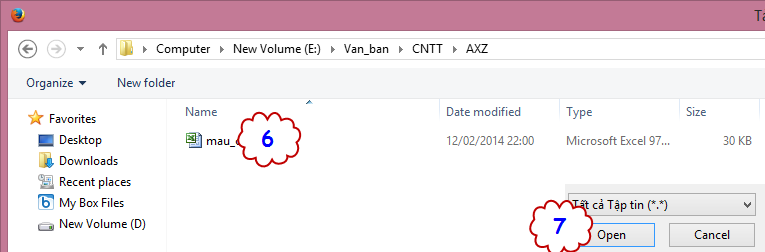 Ta
Computer New Volume (E:) Van_ban CNTT AXZ
Organize New folder
Favorites
Desktop
Downloads
Recent places
My Box Files
New Volume (D)
Name Date modified Type Size
6 12/02/2014 22:00 Microsoft Excel 97... 30 KB
Tất cả Tập tin (*.*)
7 Open Cancel